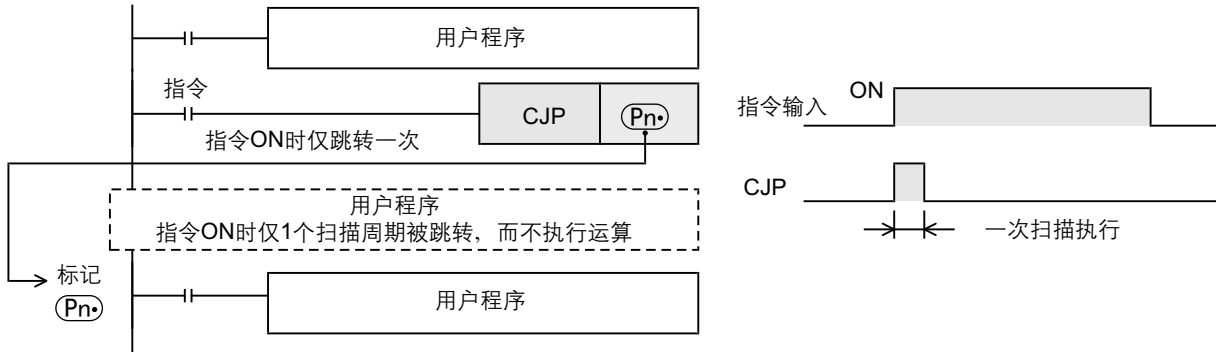 用户程序
指令
CJP
Pn•
指令ON时仅跳转一次
用户程序
指令ON时仅1个扫描周期被跳转，而不执行运算
标记
Pn•
用户程序
指令输入
ON
CJP
一次扫描执行